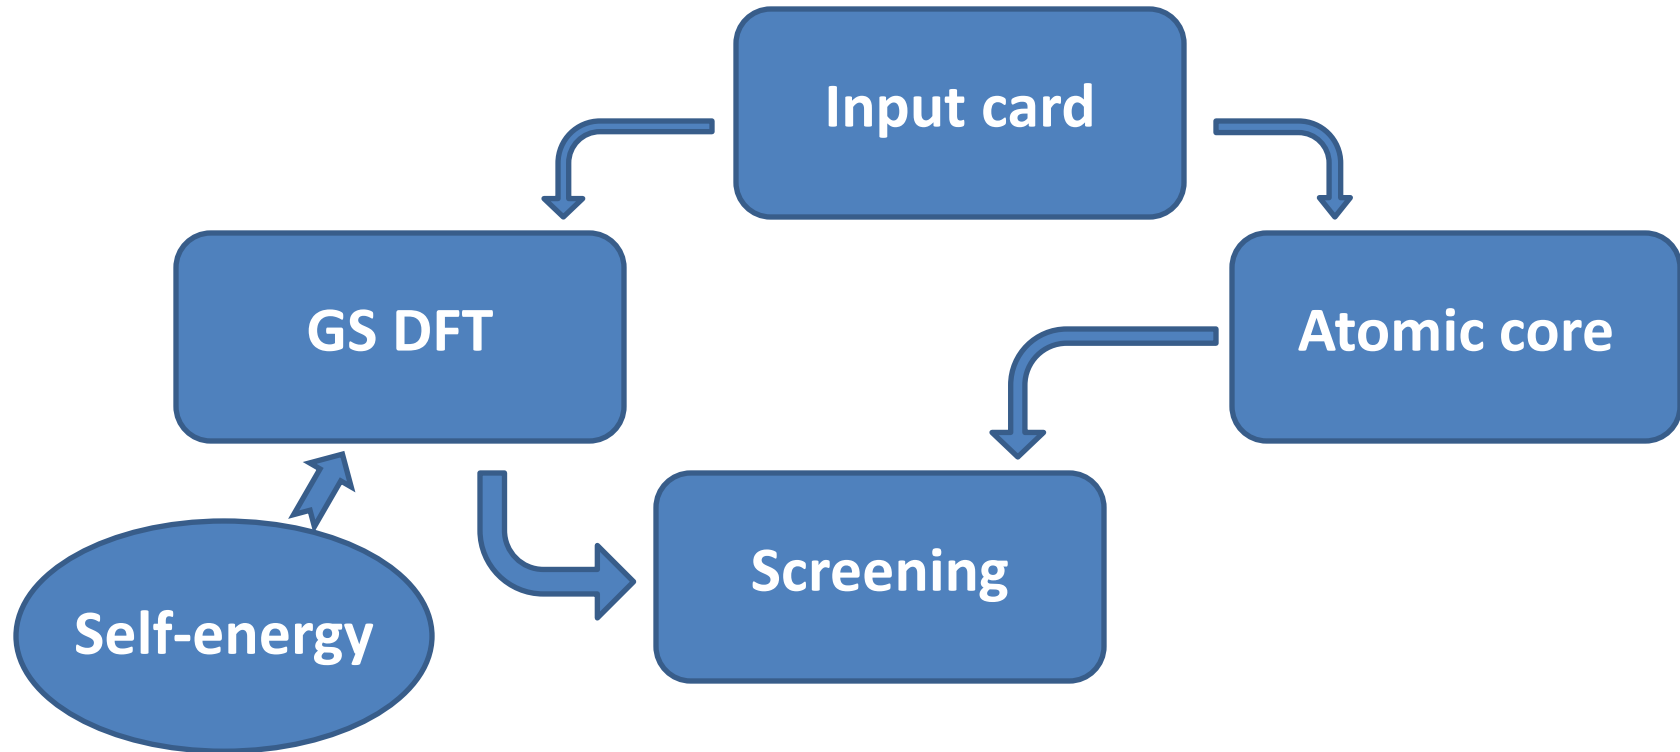 Input card
GS DFT
Atomic core
Screening
Self-energy